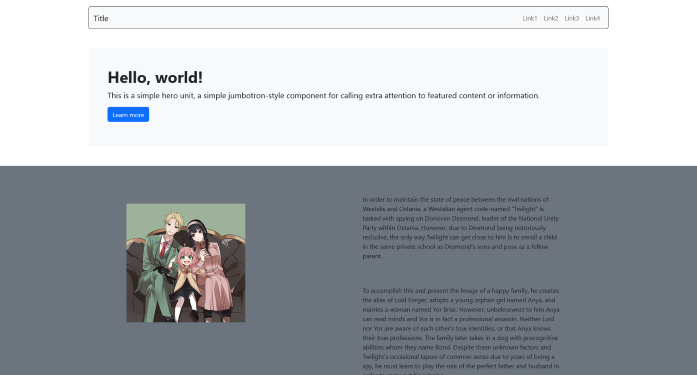 Title
Link1 Link2 Link3 Link4
Hello, world!
This is a simple hero unit, a simple jumbotron-style component for calling extra attention to featured content or information.
Learn more
In order to maintain the state of peace between the rival nations of
Westalis and Ostania, a Westalian agent code-named "Twilight" is
tasked with spying on Donovan Desmond, leader of the National Unity
Party within Ostania. However, due to Desmond being notoriously
reclusive, the only way Twilight can get close to him is to enroll a child
in the same private school as Desmond's sons and pose as a fellow
parent.
To accomplish this and present the image of a happy family, he creates
the alias of Loid Forger, adopts a young orphan girl named Anya, and
marries a woman named Yor Briar. However, unbeknownst to him Anya
can read minds and Yor is in fact a professional assassin. Neither Loid
nor Yor are aware of each other's true identities, or that Anya knows
their true professions. The family later takes in a dog with precognitive
abilities whom they name Bond. Despite these unknown factors and
Twilight's occasional lapses of common sense due to years of being a
spy, he must learn to play the role of the perfect father and husband in